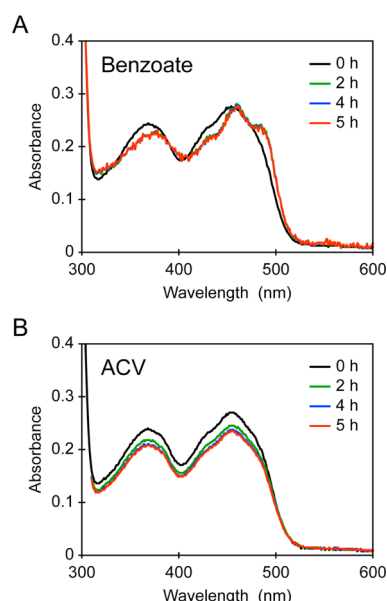 A
Benzoate
0 h
2 h
4 h
5 h
Absorbance
0.4
0.3
0.2
0.1
0
300
400
500
600
Wavelength (nm)
B
ACV
0 h
2 h
4 h
5 h
Absorbance
0.4
0.3
0.2
0.1
0
300
400
500
600
Wavelength (nm)